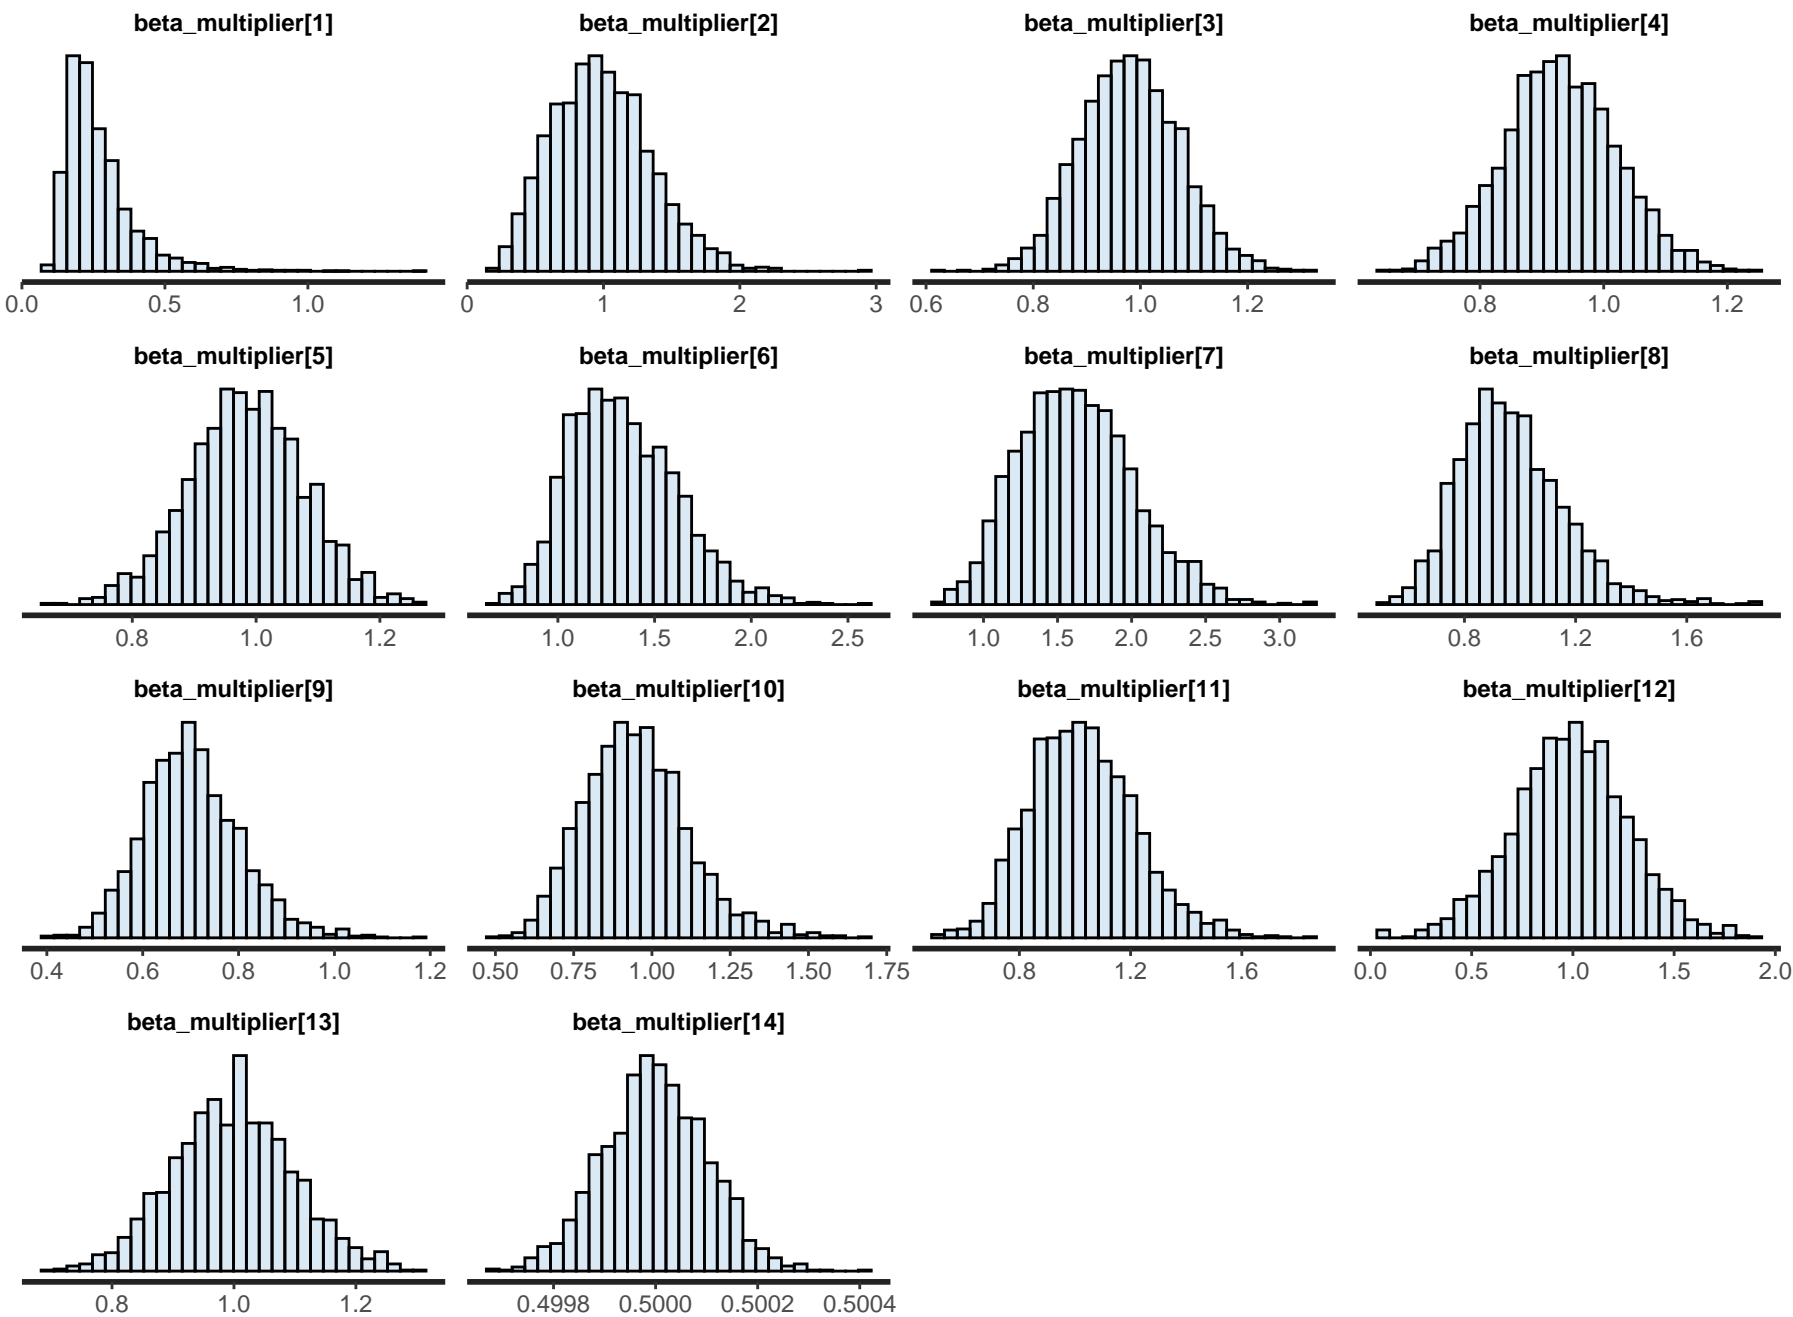 beta_multiplier[1] beta_multiplier[2] beta_multiplier[3] beta_multiplier[4]
0.0 0.5 1.0 0 1 2 3 0.6 0.8 1.0 1.2 0.8 1.0 1.2
beta_multiplier[5] beta_multiplier[6] beta_multiplier[7] beta_multiplier[8]
0.8 1.0 1.2 1.0 1.5 2.0 2.5 1.0 1.5 2.0 2.5 3.0 0.8 1.2 1.6
beta_multiplier[9] beta_multiplier[10] beta_multiplier[11] beta_multiplier[12]
0.4 0.6 0.8 1.0 1.2 0.50 0.75 1.00 1.25 1.50 1.75 0.8 1.2 1.6 0.0 0.5 1.0 1.5 2.0
beta_multiplier[13] beta_multiplier[14]
0.8 1.0 1.2 0.4998 0.5000 0.5002 0.5004